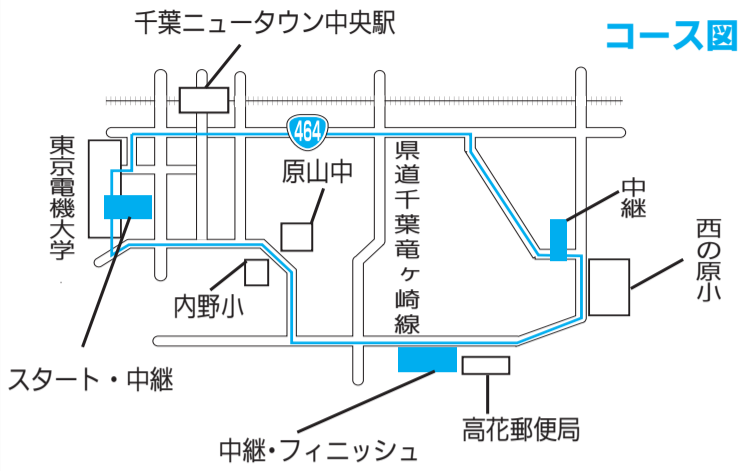 千葉ニュータウン中央駅
コース図
464
東京電機大学
原山中
県道千葉竜ヶ崎線
中継
西の原小
内野小
スタート・中継
高花郵便局
中継・フィニッシュ